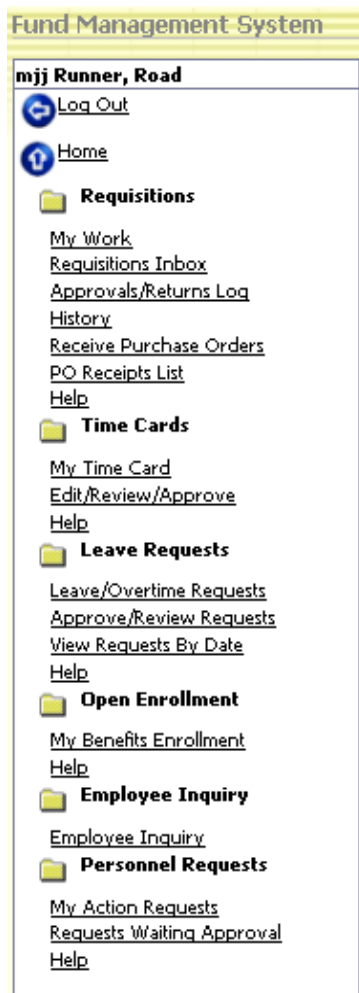 Fund Management System
mjj Runner, Road
Log Out
Home
Requisitions
My Work
Requisitions Inbox
Approvals/Returns Log
History
Receive Purchase Orders
PO Receipts List
Help
Time Cards
My Time Card
Edit/Review/Approve
Help
Leave Requests
Leave/Overtime Requests
Approve/Review Requests
View Requests By Date
Help
Open Enrollment
My Benefits Enrollment
Help
Employee Inquiry
Employee Inquiry
Personnel Requests
My Action Requests
Requests Waiting Approval
Help